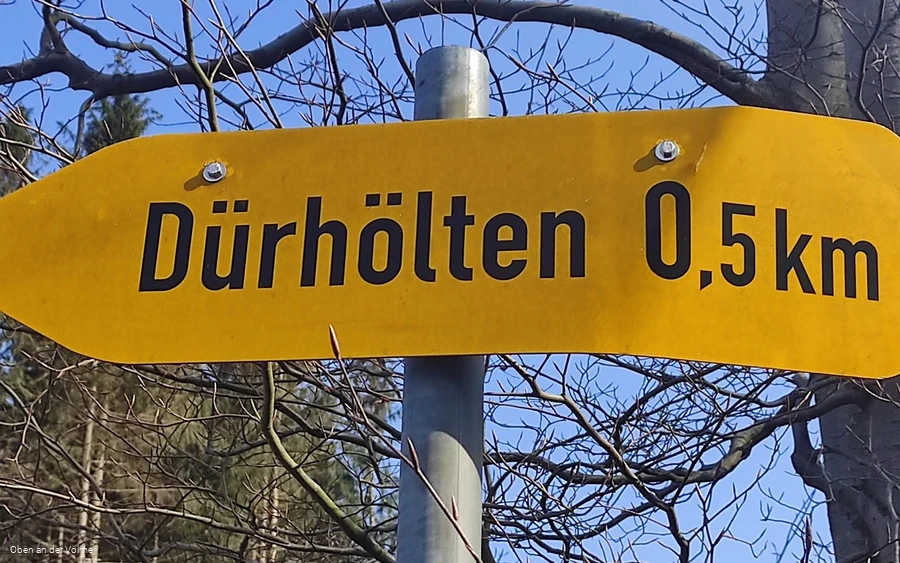 Dürhölten 0,5 km
Oben an der Volme